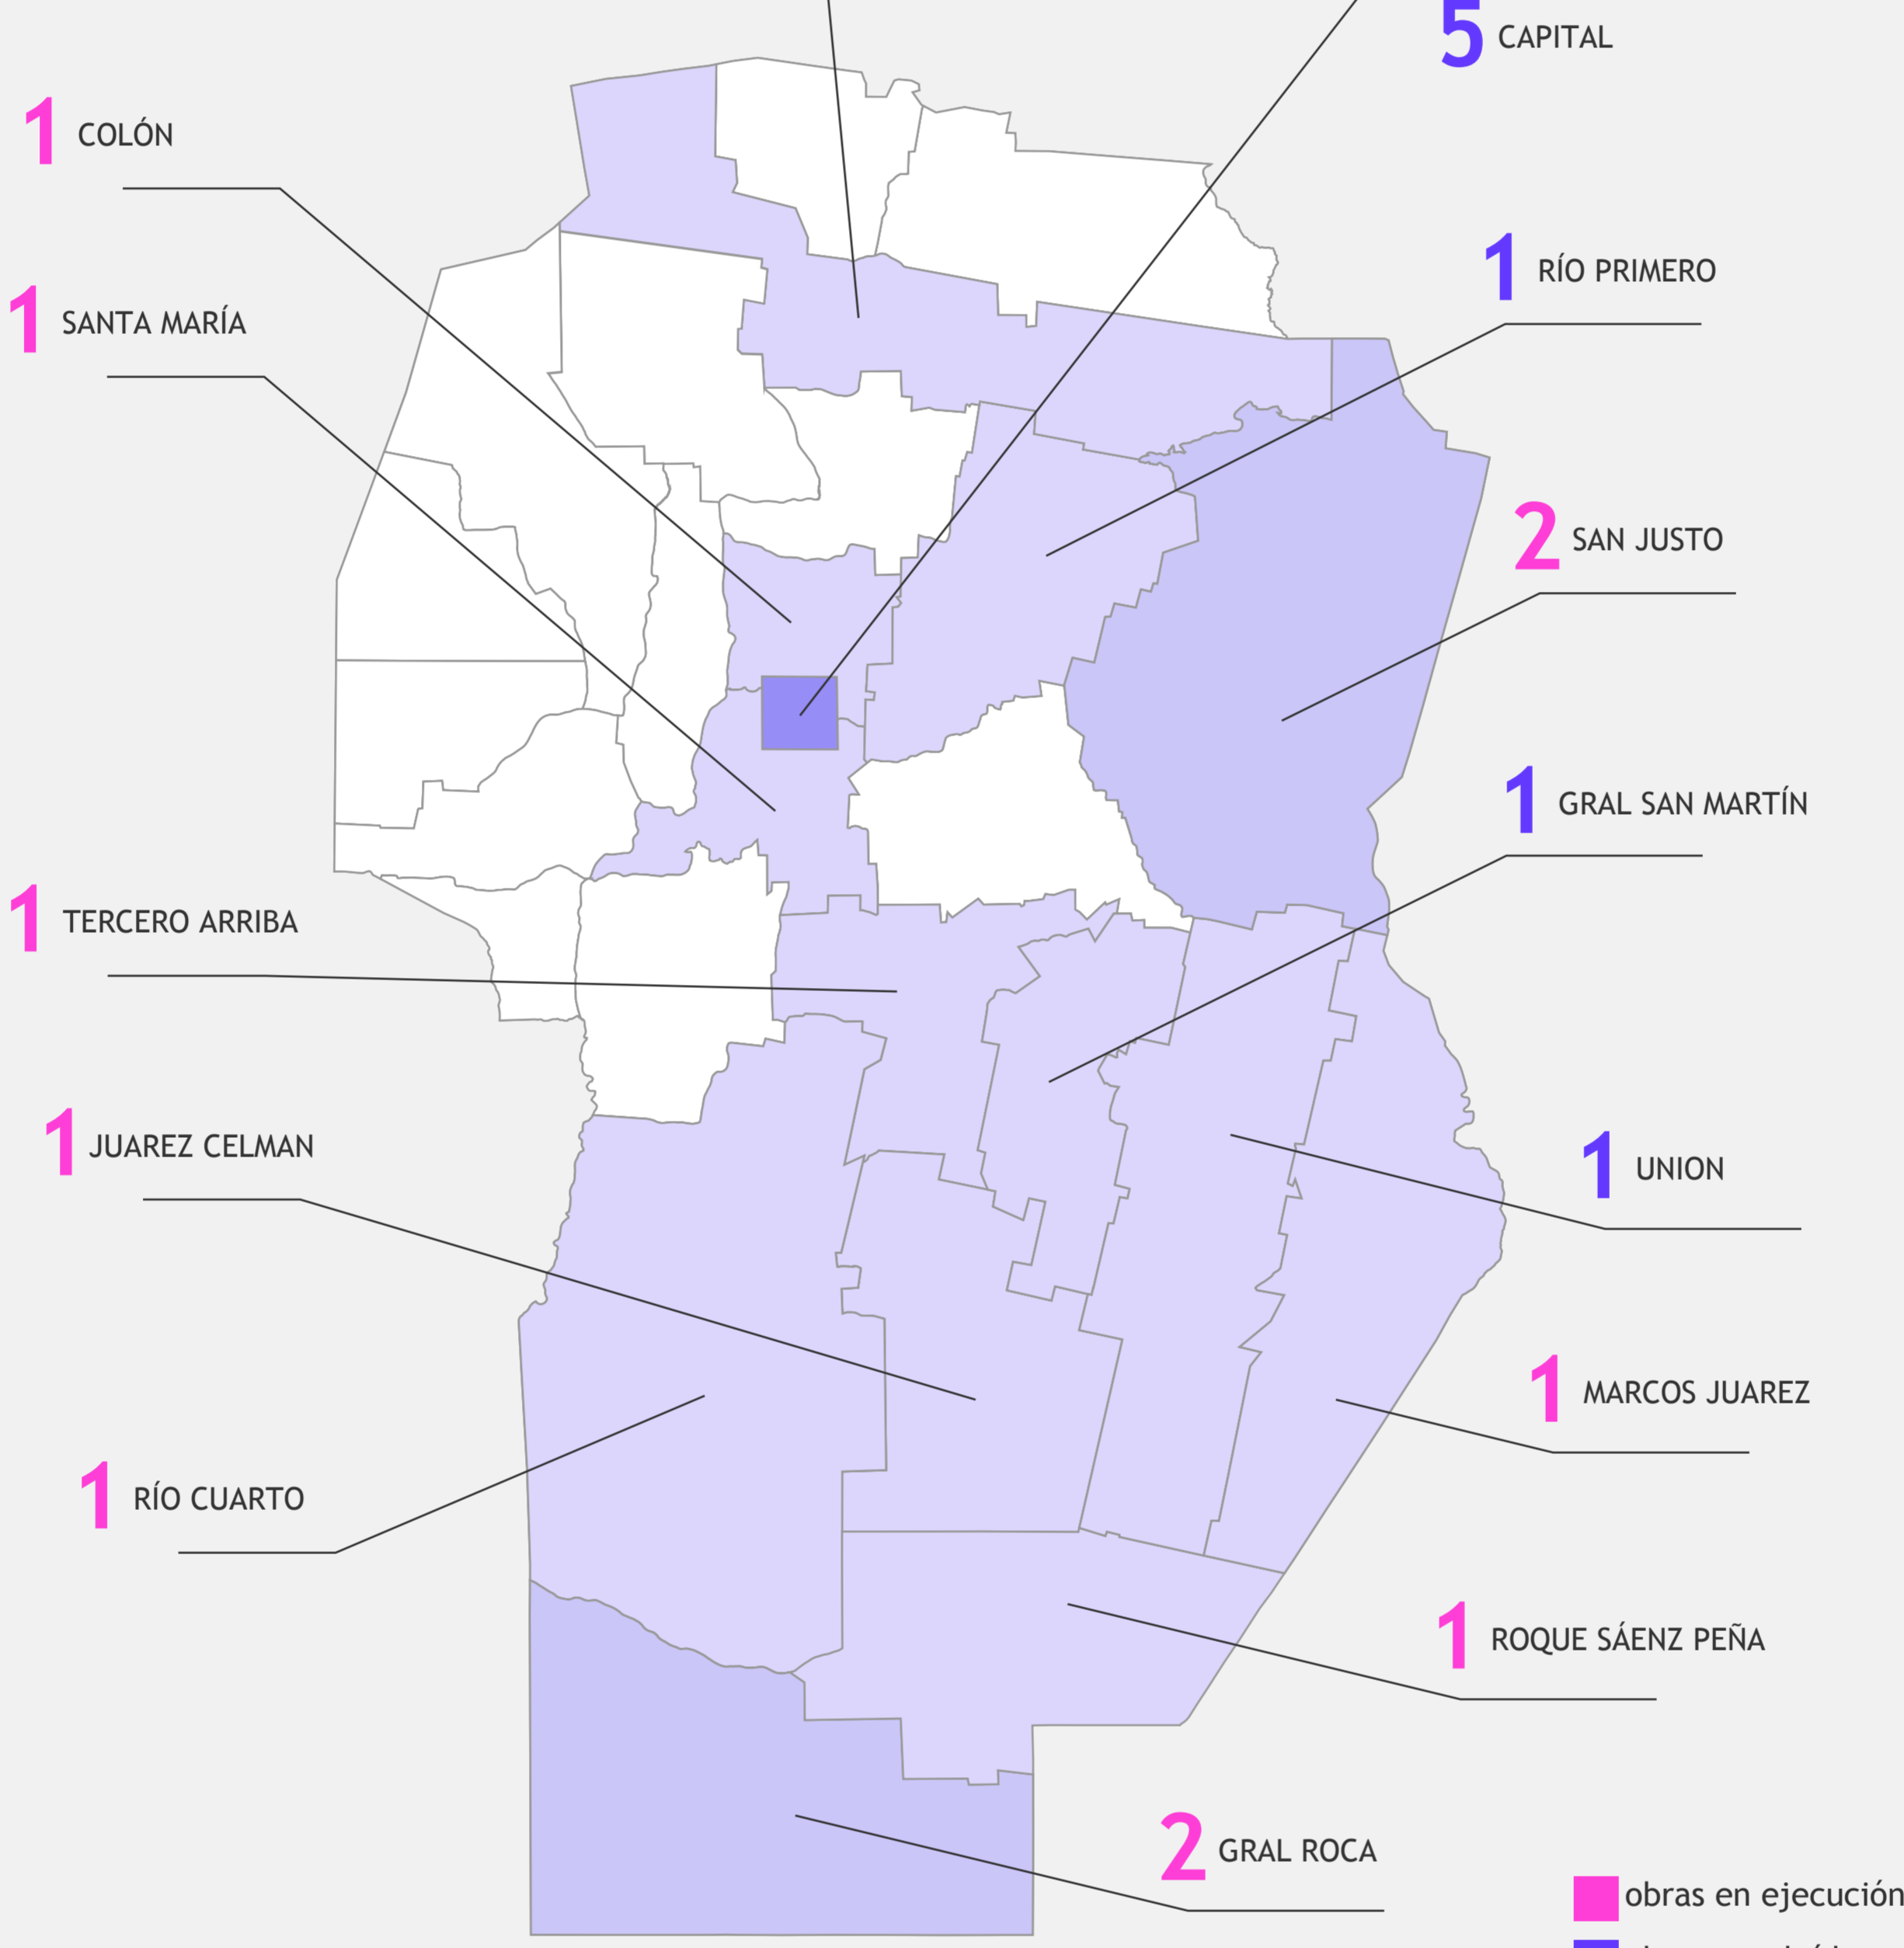 5 CAPITAL
1 COLÓN
1 RÍO PRIMERO
1 SANTA MARÍA
2 SAN JUSTO
1 GRAL SAN MARTÍN
1 TERCERO ARRIBA
1 JUAREZ CELMAN
1 UNION
1 MARCOS JUAREZ
1 RÍO CUARTO
1 ROQUE SÁENZ PEÑA
2 GRAL ROCA
obras en ejecución